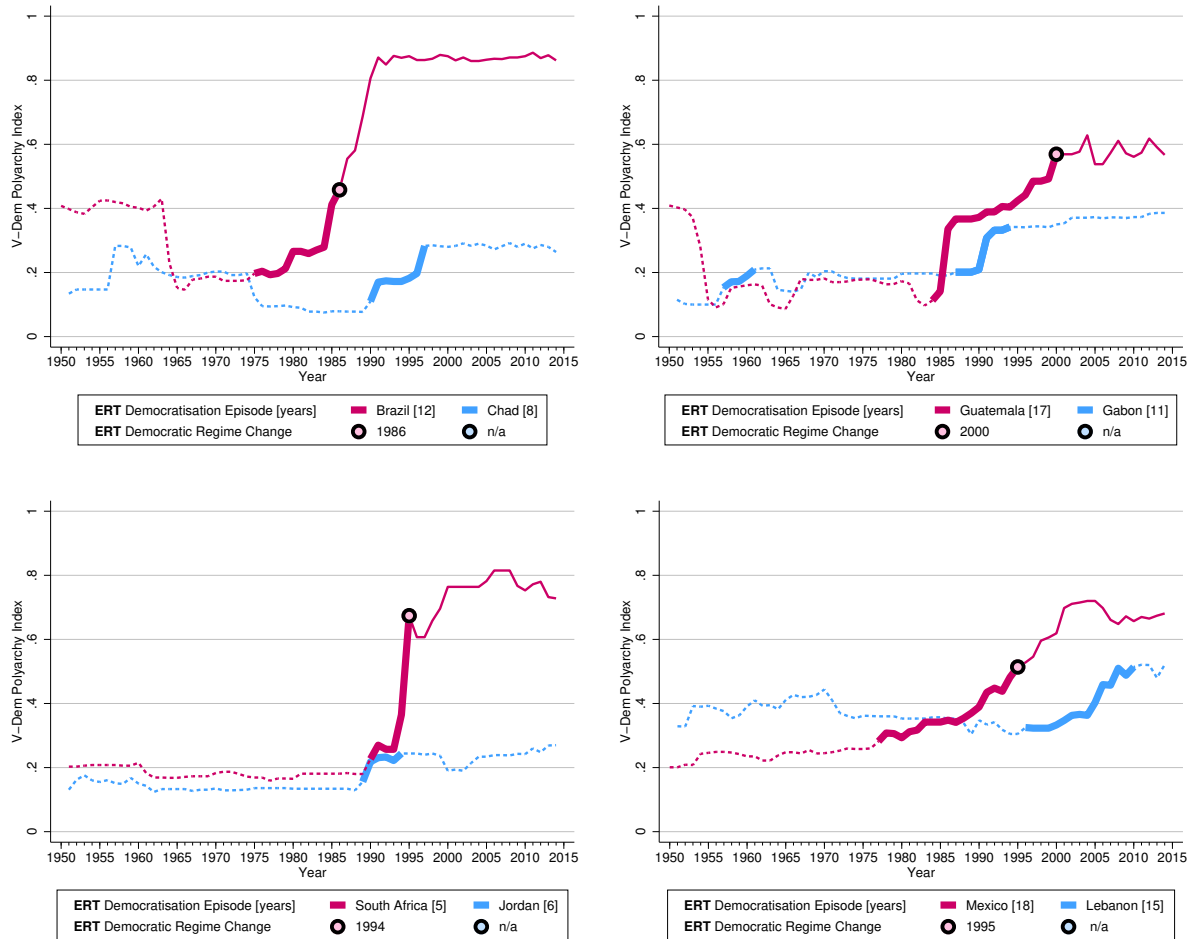 V−Dem Polyarchy Index
1
.8
.6
.4
.2
0
1950 1955 1960 1965 1970 1975 1980 1985 1990 1995 2000 2005 2010 2015
Year
ERT Democratisation Episode [years] Brazil [12] Chad [8]
ERT Democratic Regime Change 1986 n/a
V−Dem Polyarchy Index
1
.8
.6
.4
.2
0
1950 1955 1960 1965 1970 1975 1980 1985 1990 1995 2000 2005 2010 2015
Year
ERT Democratisation Episode [years] Guatemala [17] Gabon [11]
ERT Democratic Regime Change 2000 n/a
V−Dem Polyarchy Index
1
.8
.6
.4
.2
0
1950 1955 1960 1965 1970 1975 1980 1985 1990 1995 2000 2005 2010 2015
Year
ERT Democratisation Episode [years] South Africa [5] Jordan [6]
ERT Democratic Regime Change 1994 n/a
V−Dem Polyarchy Index
1
.8
.6
.4
.2
0
1950 1955 1960 1965 1970 1975 1980 1985 1990 1995 2000 2005 2010 2015
Year
ERT Democratisation Episode [years] Mexico [18] Lebanon [15]
ERT Democratic Regime Change 1995 n/a